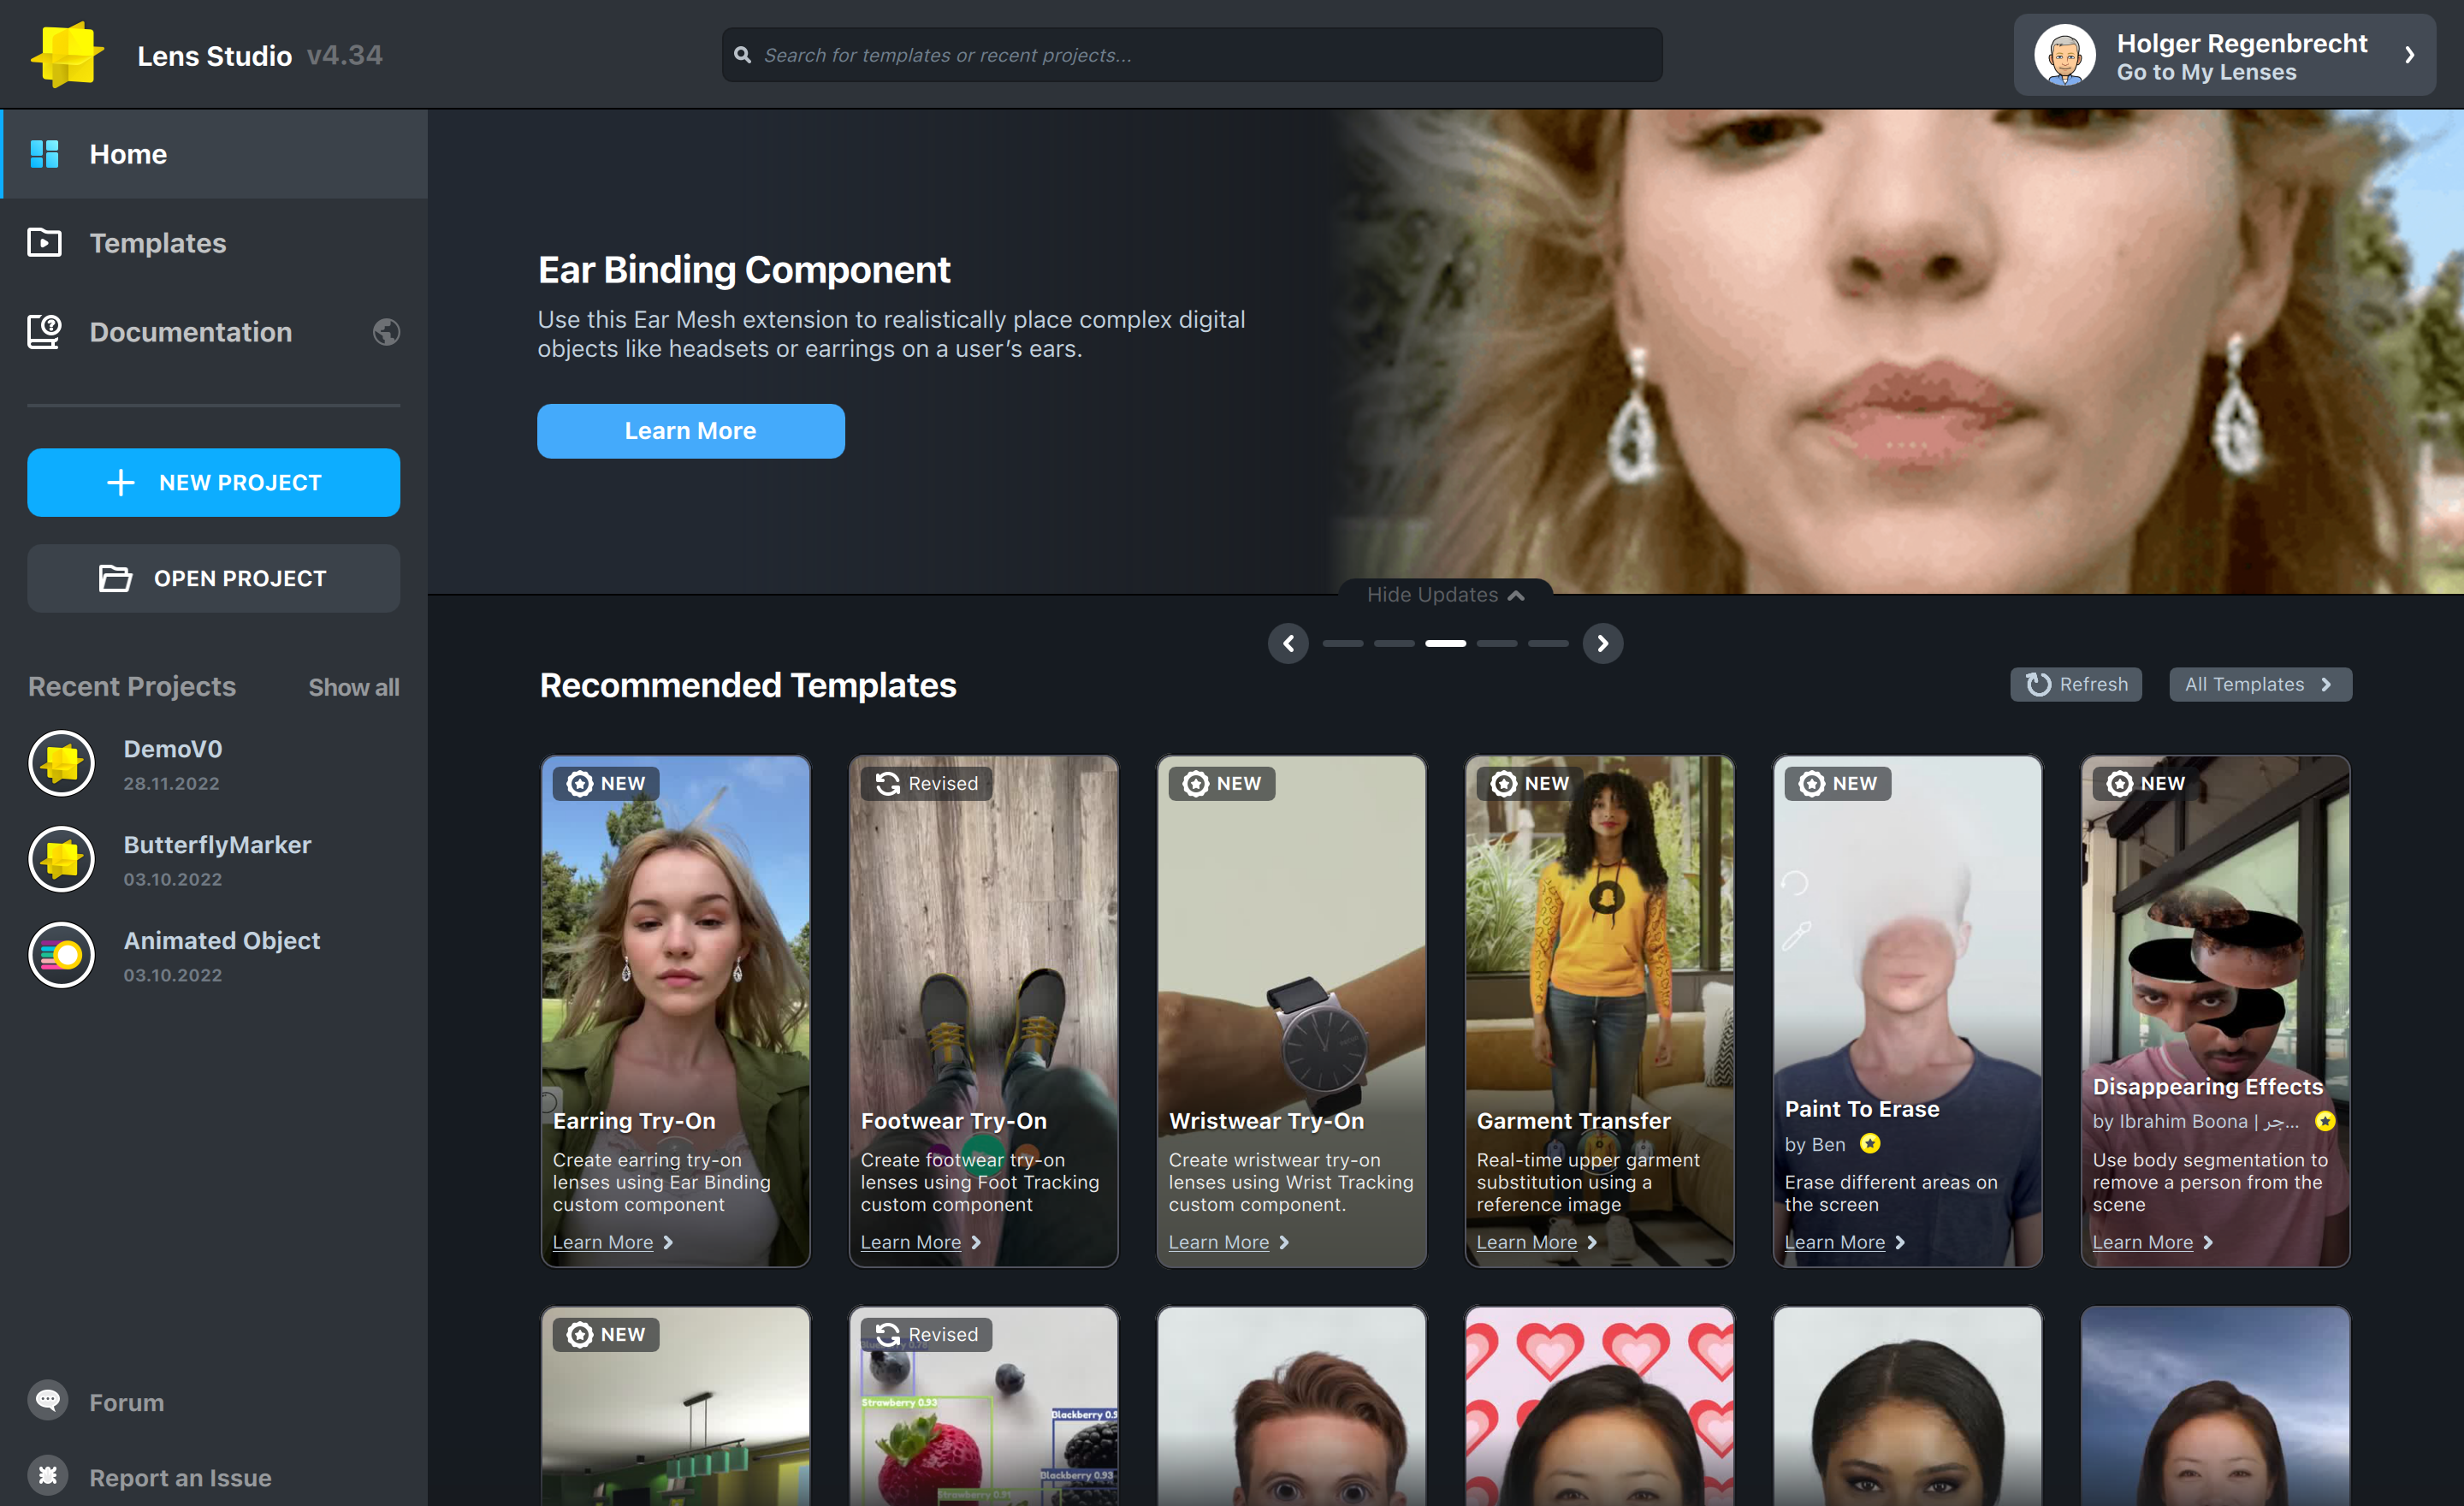 Lens Studio v4.34
Search for templates or recent projects...
Holger Regenbrecht
Go to My Lenses
Home
Templates
Documentation
NEW PROJECT
OPEN PROJECT
Recent Projects
Show all
DemoV0
28.11.2022
ButterflyMarker
03.10.2022
Animated Object
03.10.2022
Forum
Report an Issue
Ear Binding Component
Use this Ear Mesh extension to realistically place complex digital
objects like headsets or earrings on a user's ears.
Learn More
Hide Updates
Recommended Templates
Refresh
All Templates
NEW
Earring Try-On
Create earring try-on
lenses using Ear Binding
custom component
Learn More
Revised
Footwear Try-On
Create footwear try-on
lenses using Foot Tracking
custom component
Learn More
NEW
Wristwear Try-On
Create wristwear try-on
lenses using Wrist Tracking
custom component.
Learn More
NEW
Garment Transfer
Real-time upper garment
substitution using a
reference image
Learn More
NEW
Paint To Erase
by Ben
Erase different areas on
the screen
Learn More
NEW
Disappearing Effects
by Ibrahim Boona | جر...
Use body segmentation to
remove a person from the
scene
Learn More
NEW
Revised
Strawberry 0.93
Blackberry 0.9
Blackberry 0.93
Strawberry 0.91